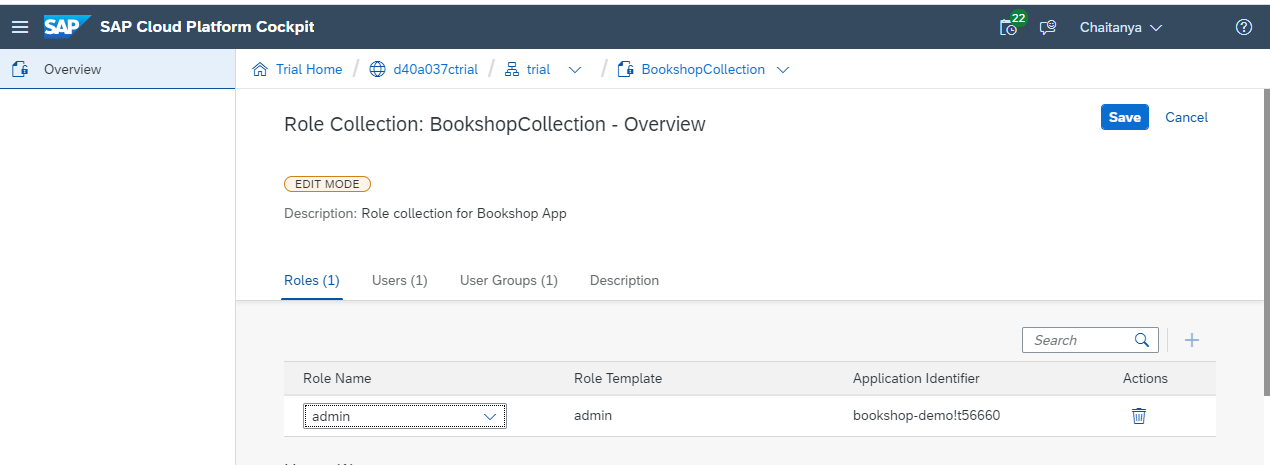 SAP SAP Cloud Platform Cockpit 22 Chaitanya
Overview
Trial Home / d40a037ctrial / trial / BookshopCollection
Role Collection: BookshopCollection - Overview
Save Cancel
EDIT MODE
Description: Role collection for Bookshop App
Roles (1) Users (1) User Groups (1) Description
Search
Role Name Role Template Application Identifier Actions
admin admin bookshop-demo!t56660